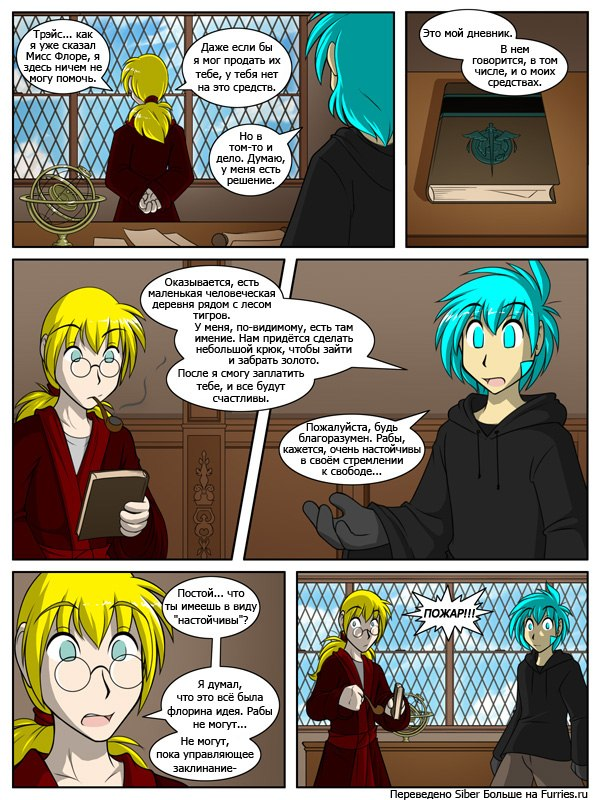 Трэйс... как
я уже сказал
Мисс Флоре, я
здесь ничем не
могу помочь.
Даже если бы
я мог продать их
тебе, у тебя нет
на это средств.
Но в
том-то и
дело. Думаю,
у меня есть
решение.
Это мой дневник.
В нем
говорится, в том
числе, и о моих
средствах.
Оказывается, есть
маленькая человеческая
деревня рядом с лесом
тигров.
У меня, по-видимому, есть там
имение. Нам придётся сделать
небольшой крюк, чтобы зайти
и забрать золото.
После я смогу заплатить
тебе, и все будут
счастливы.
Пожалуйста, будь
благоразумен. Рабы,
кажется, очень настойчивы
в своём стремлении
к свободе...
Постой... что
ты имеешь в виду
"настойчивы"?
Я думал,
что это всё была
флорина идея. Рабы
не могут...
Не могут,
пока управляющее
заклинание-
ПОЖАР!!!
Переведено Siber Больше на Furries.ru